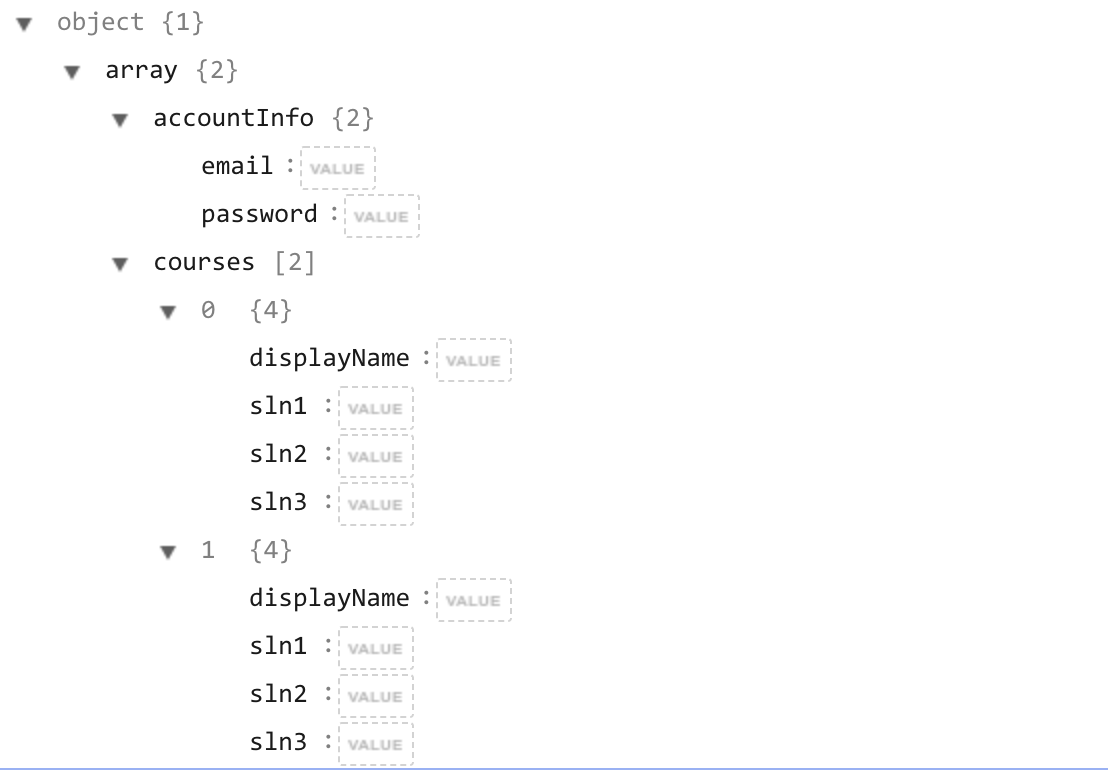 object {1}
array {2}
accountInfo {2}
email : VALUE
password : VALUE
courses [2]
0 {4}
displayName : VALUE
sln1 : VALUE
sln2 : VALUE
sln3 : VALUE
1 {4}
displayName : VALUE
sln1 : VALUE
sln2 : VALUE
sln3 : VALUE